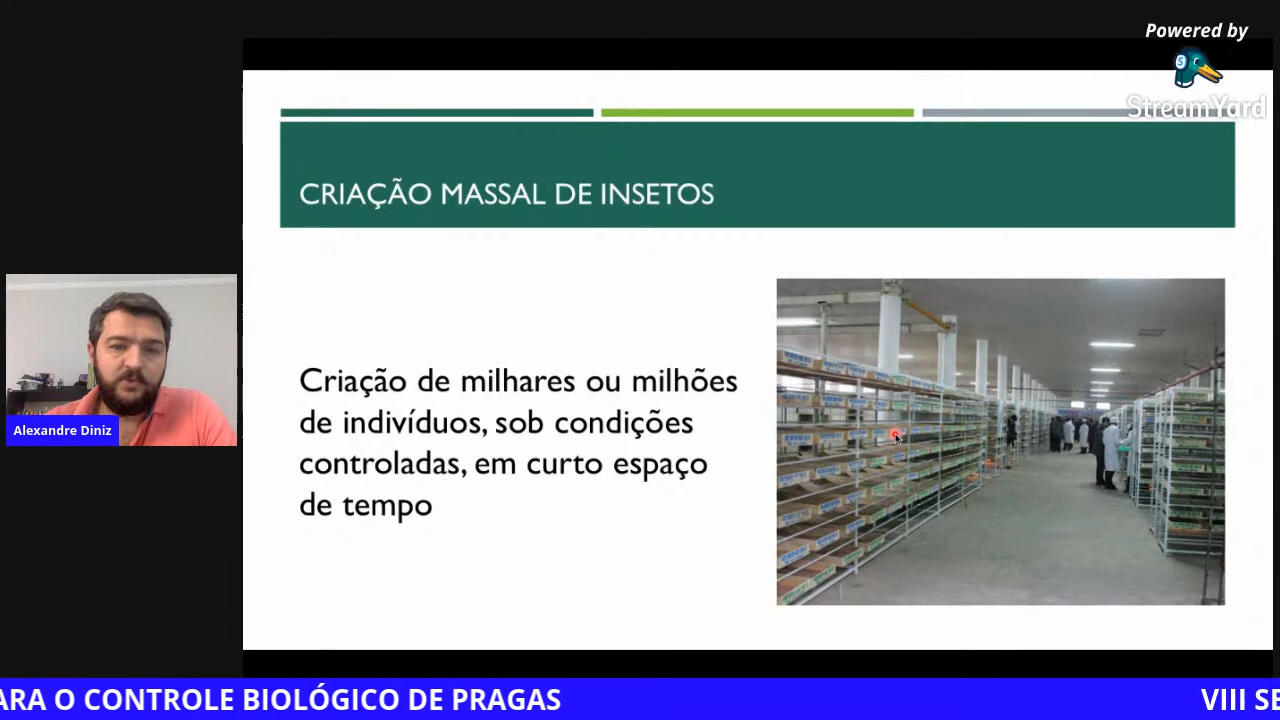 Powered by
StreamYard
CRIAÇÃO MASSAL DE INSETOS
Criação de milhares ou milhões
de indivíduos, sob condições
controladas, em curto espaço
de tempo
Alexandre Diniz
ARA O CONTROLE BIOLÓGICO DE PRAGAS
VIII SE